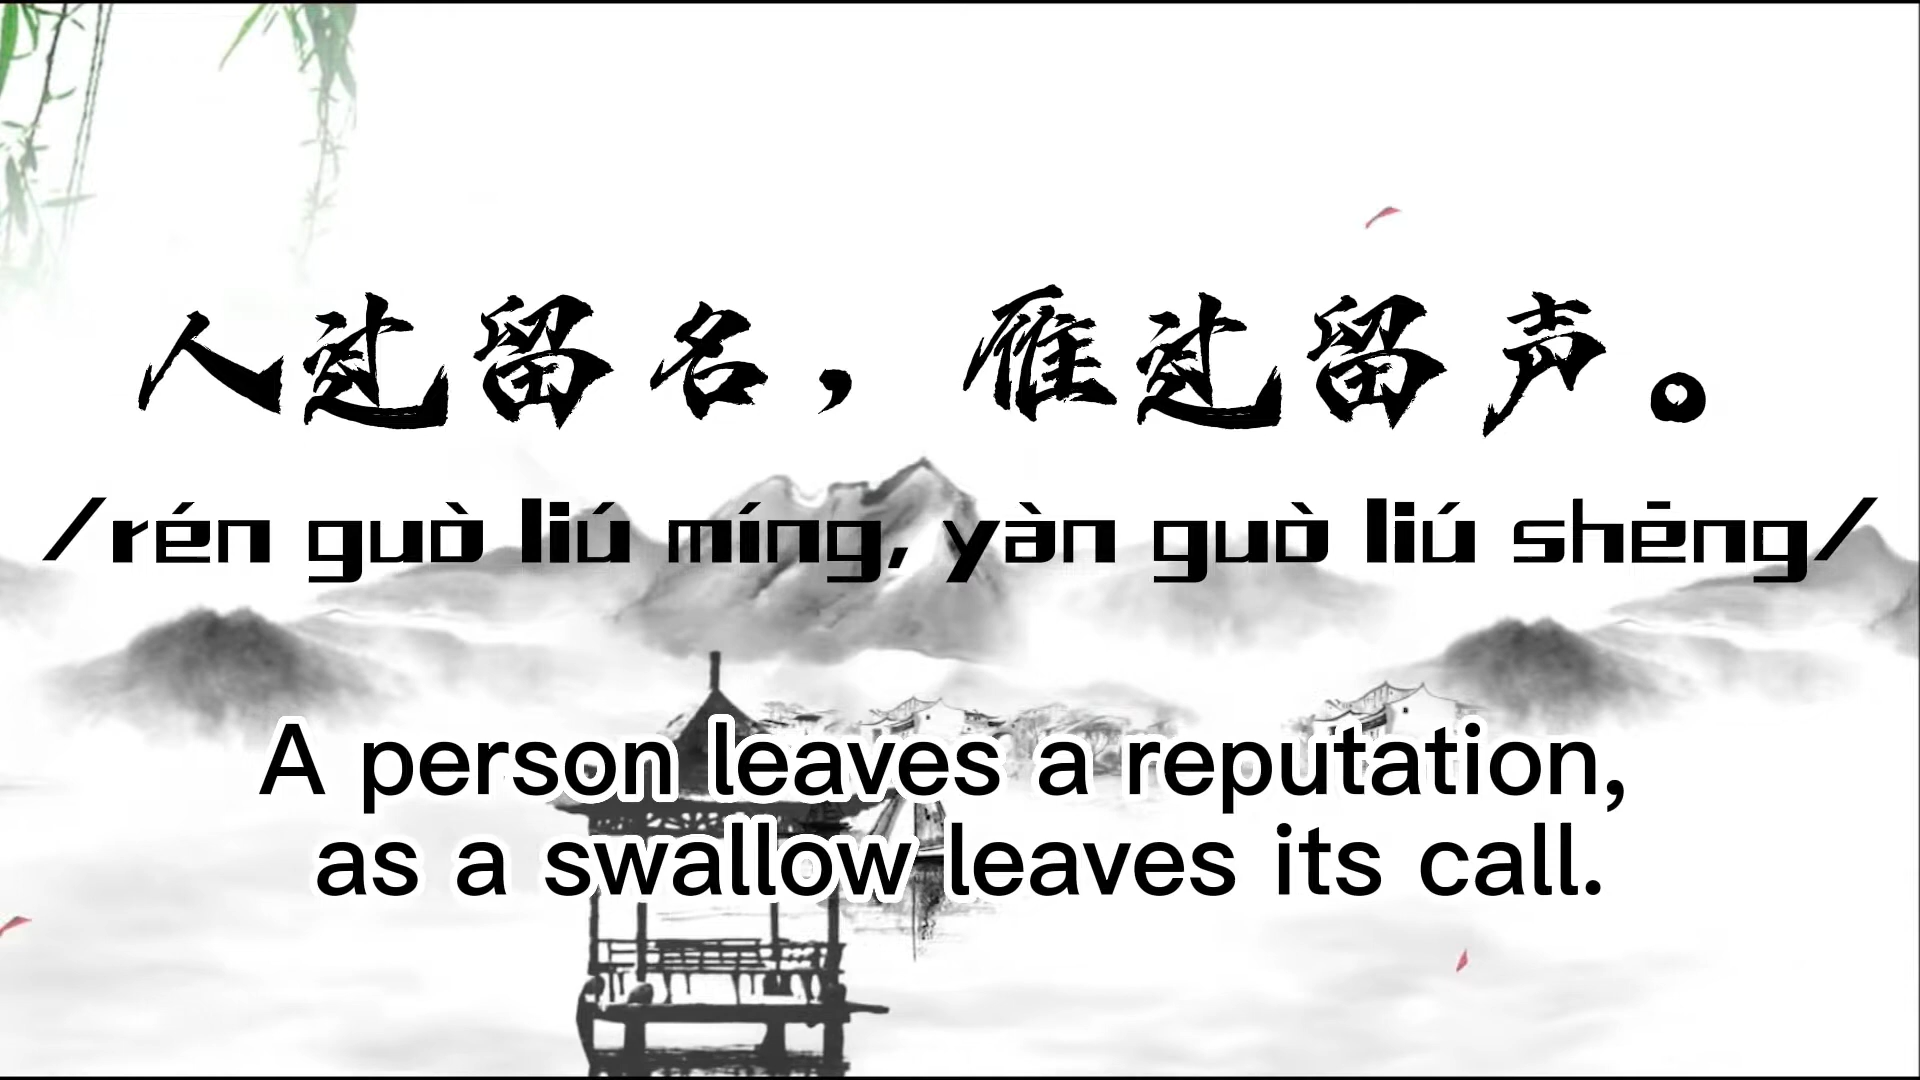 人过留名，雁过留声。
/rén guò liú míng, yàn guò liú shēng/
A person leaves a reputation,
as a swallow leaves its call.